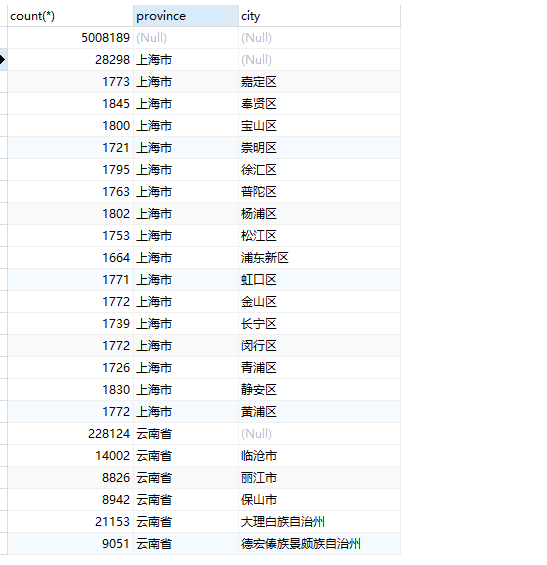 count(*) province city
5008189 (Null) (Null)
28298 上海市 (Null)
1773 上海市 嘉定区
1845 上海市 奉贤区
1800 上海市 宝山区
1721 上海市 崇明区
1795 上海市 徐汇区
1763 上海市 普陀区
1802 上海市 杨浦区
1753 上海市 松江区
1664 上海市 浦东新区
1771 上海市 虹口区
1772 上海市 金山区
1739 上海市 长宁区
1772 上海市 闵行区
1726 上海市 青浦区
1830 上海市 静安区
1772 上海市 黄浦区
228124 云南省 (Null)
14002 云南省 临沧市
8826 云南省 丽江市
8942 云南省 保山市
21153 云南省 大理白族自治州
9051 云南省 德宏傣族景颇族自治州